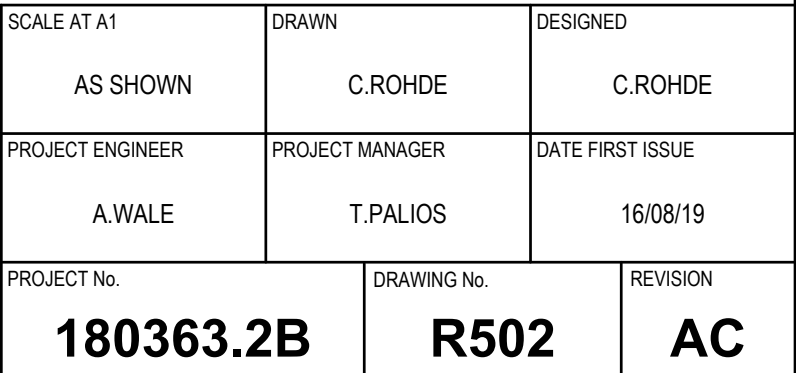 SCALE AT A1 DRAWN DESIGNED
AS SHOWN C.ROHDE C.ROHDE
PROJECT ENGINEER PROJECT MANAGER DATE FIRST ISSUE
A.WALE T.PALIOS 16/08/19
PROJECT No. DRAWING No. REVISION
180363.2B R502 AC